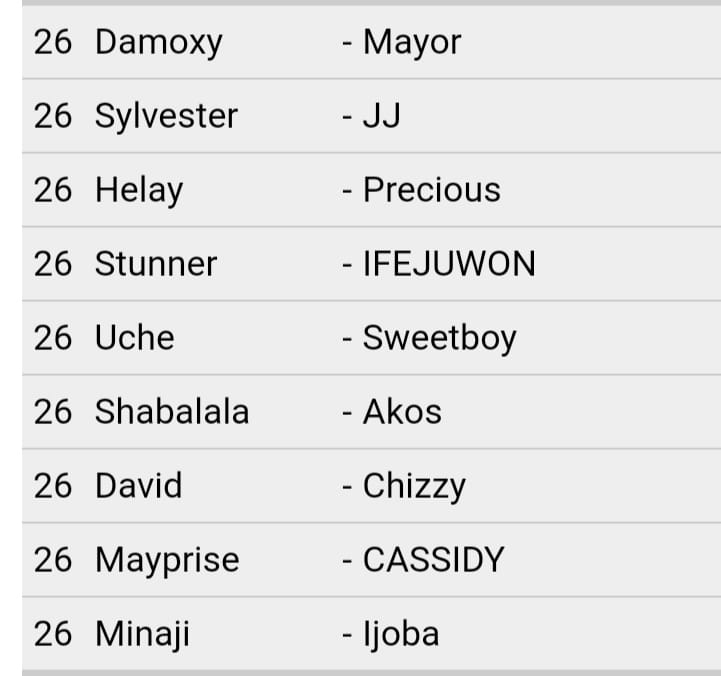 26 Damoxy - Mayor
26 Sylvester - JJ
26 Helay - Precious
26 Stunner - IFEJUWON
26 Uche - Sweetboy
26 Shabalala - Akos
26 David - Chizzy
26 Mayprise - CASSIDY
26 Minaji - Ijoba